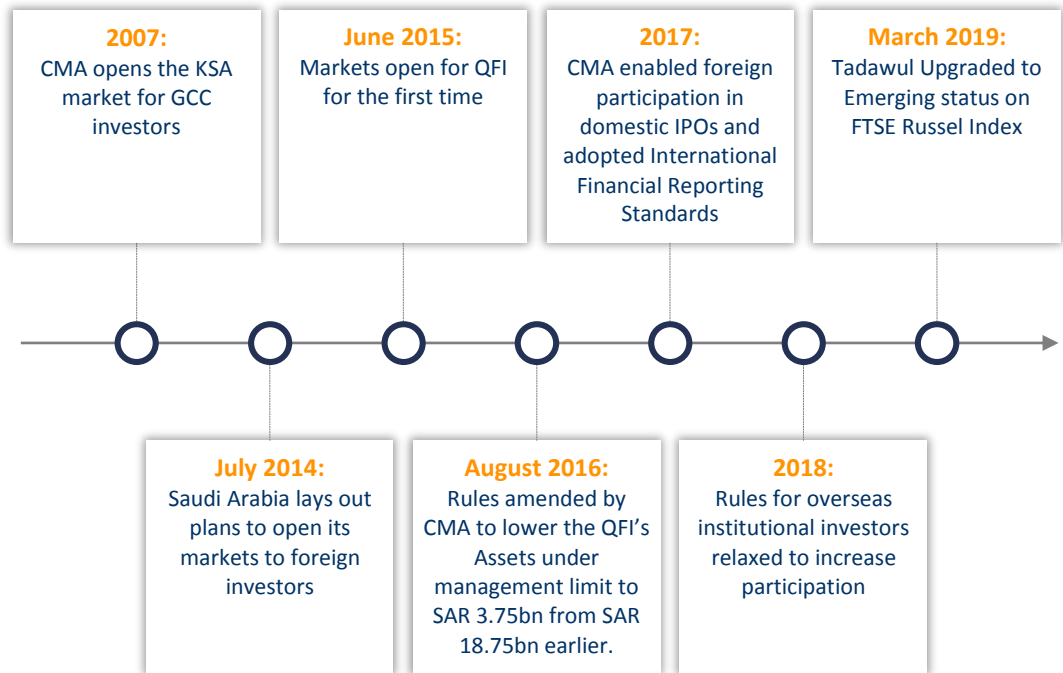 2007:
CMA opens the KSA
market for GCC
investors
June 2015:
Markets open for QFI
for the first time
2017:
CMA enabled foreign
participation in
domestic IPOs and
adopted International
Financial Reporting
Standards
March 2019:
Tadawul Upgraded to
Emerging status on
FTSE Russel Index
July 2014:
Saudi Arabia lays out
plans to open its
markets to foreign
investors
August 2016:
Rules amended by
CMA to lower the QFI’s
Assets under
management limit to
SAR 3.75bn from SAR
18.75bn earlier.
2018:
Rules for overseas
institutional investors
relaxed to increase
participation